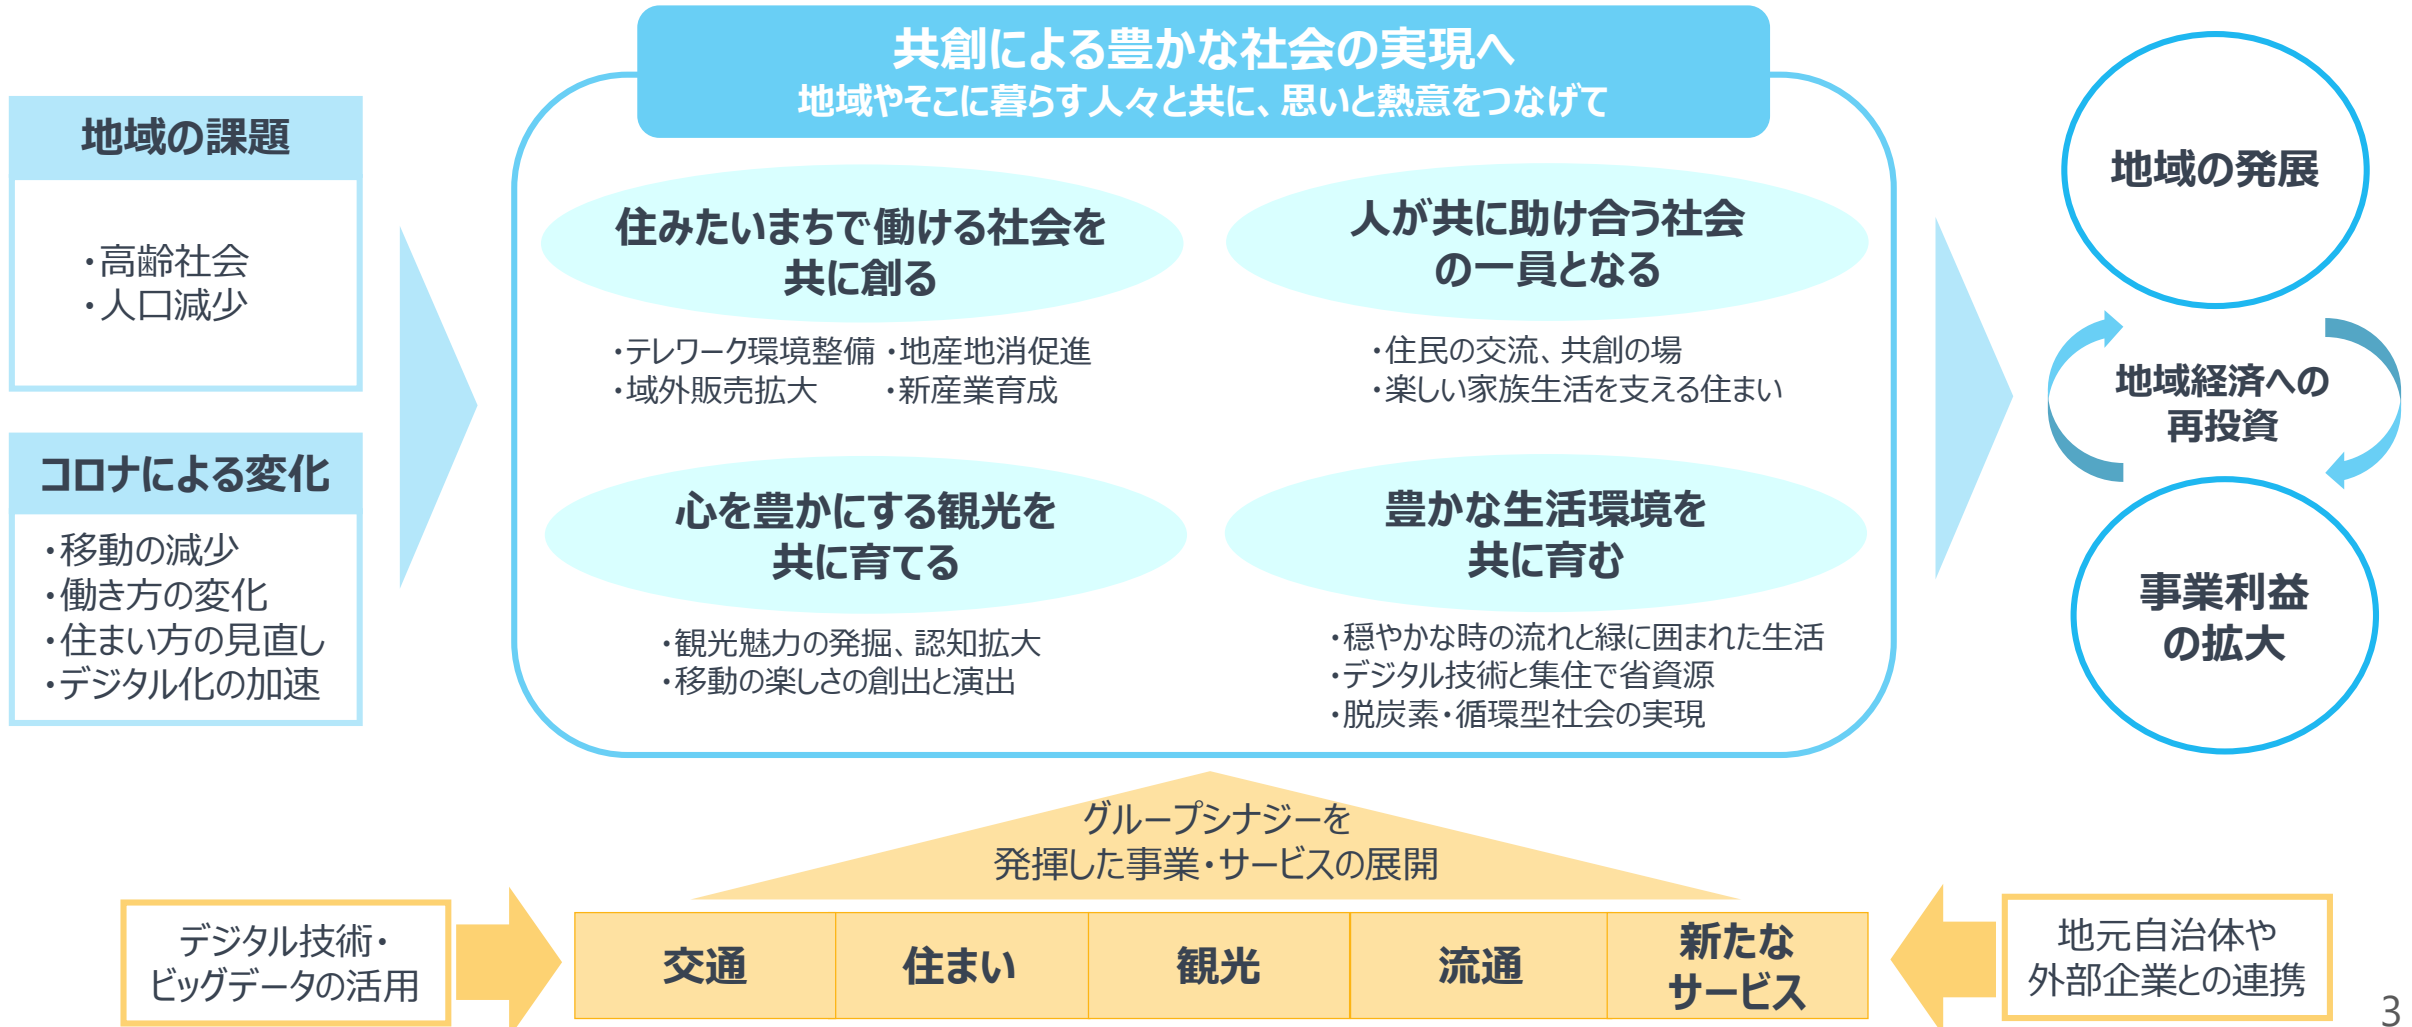 共創による豊かな社会の実現へ
地域やそこに暮らす人々と共に、思いと熱意をつなげて
地域の課題
・高齢社会
・人口減少
コロナによる変化
・移動の減少
・働き方の変化
・住まい方の見直し
・デジタル化の加速
住みたいまちで働ける社会を
共に創る
・テレワーク環境整備 ・地産地消促進
・域外販売拡大 ・新産業育成
人が共に助け合う社会
の一員となる
・住民の交流、共創の場
・楽しい家族生活を支える住まい
心を豊かにする観光を
共に育てる
・観光魅力の発掘、認知拡大
・移動の楽しさの創出と演出
豊かな生活環境を
共に育む
・穏やかな時の流れと緑に囲まれた生活
・デジタル技術と集住で省資源
・脱炭素・循環型社会の実現
地域の発展
地域経済への
再投資
事業利益
の拡大
グループシナジーを
発揮した事業・サービスの展開
デジタル技術・
ビッグデータの活用
交通
住まい
観光
流通
新たな
サービス
地元自治体や
外部企業との連携
3